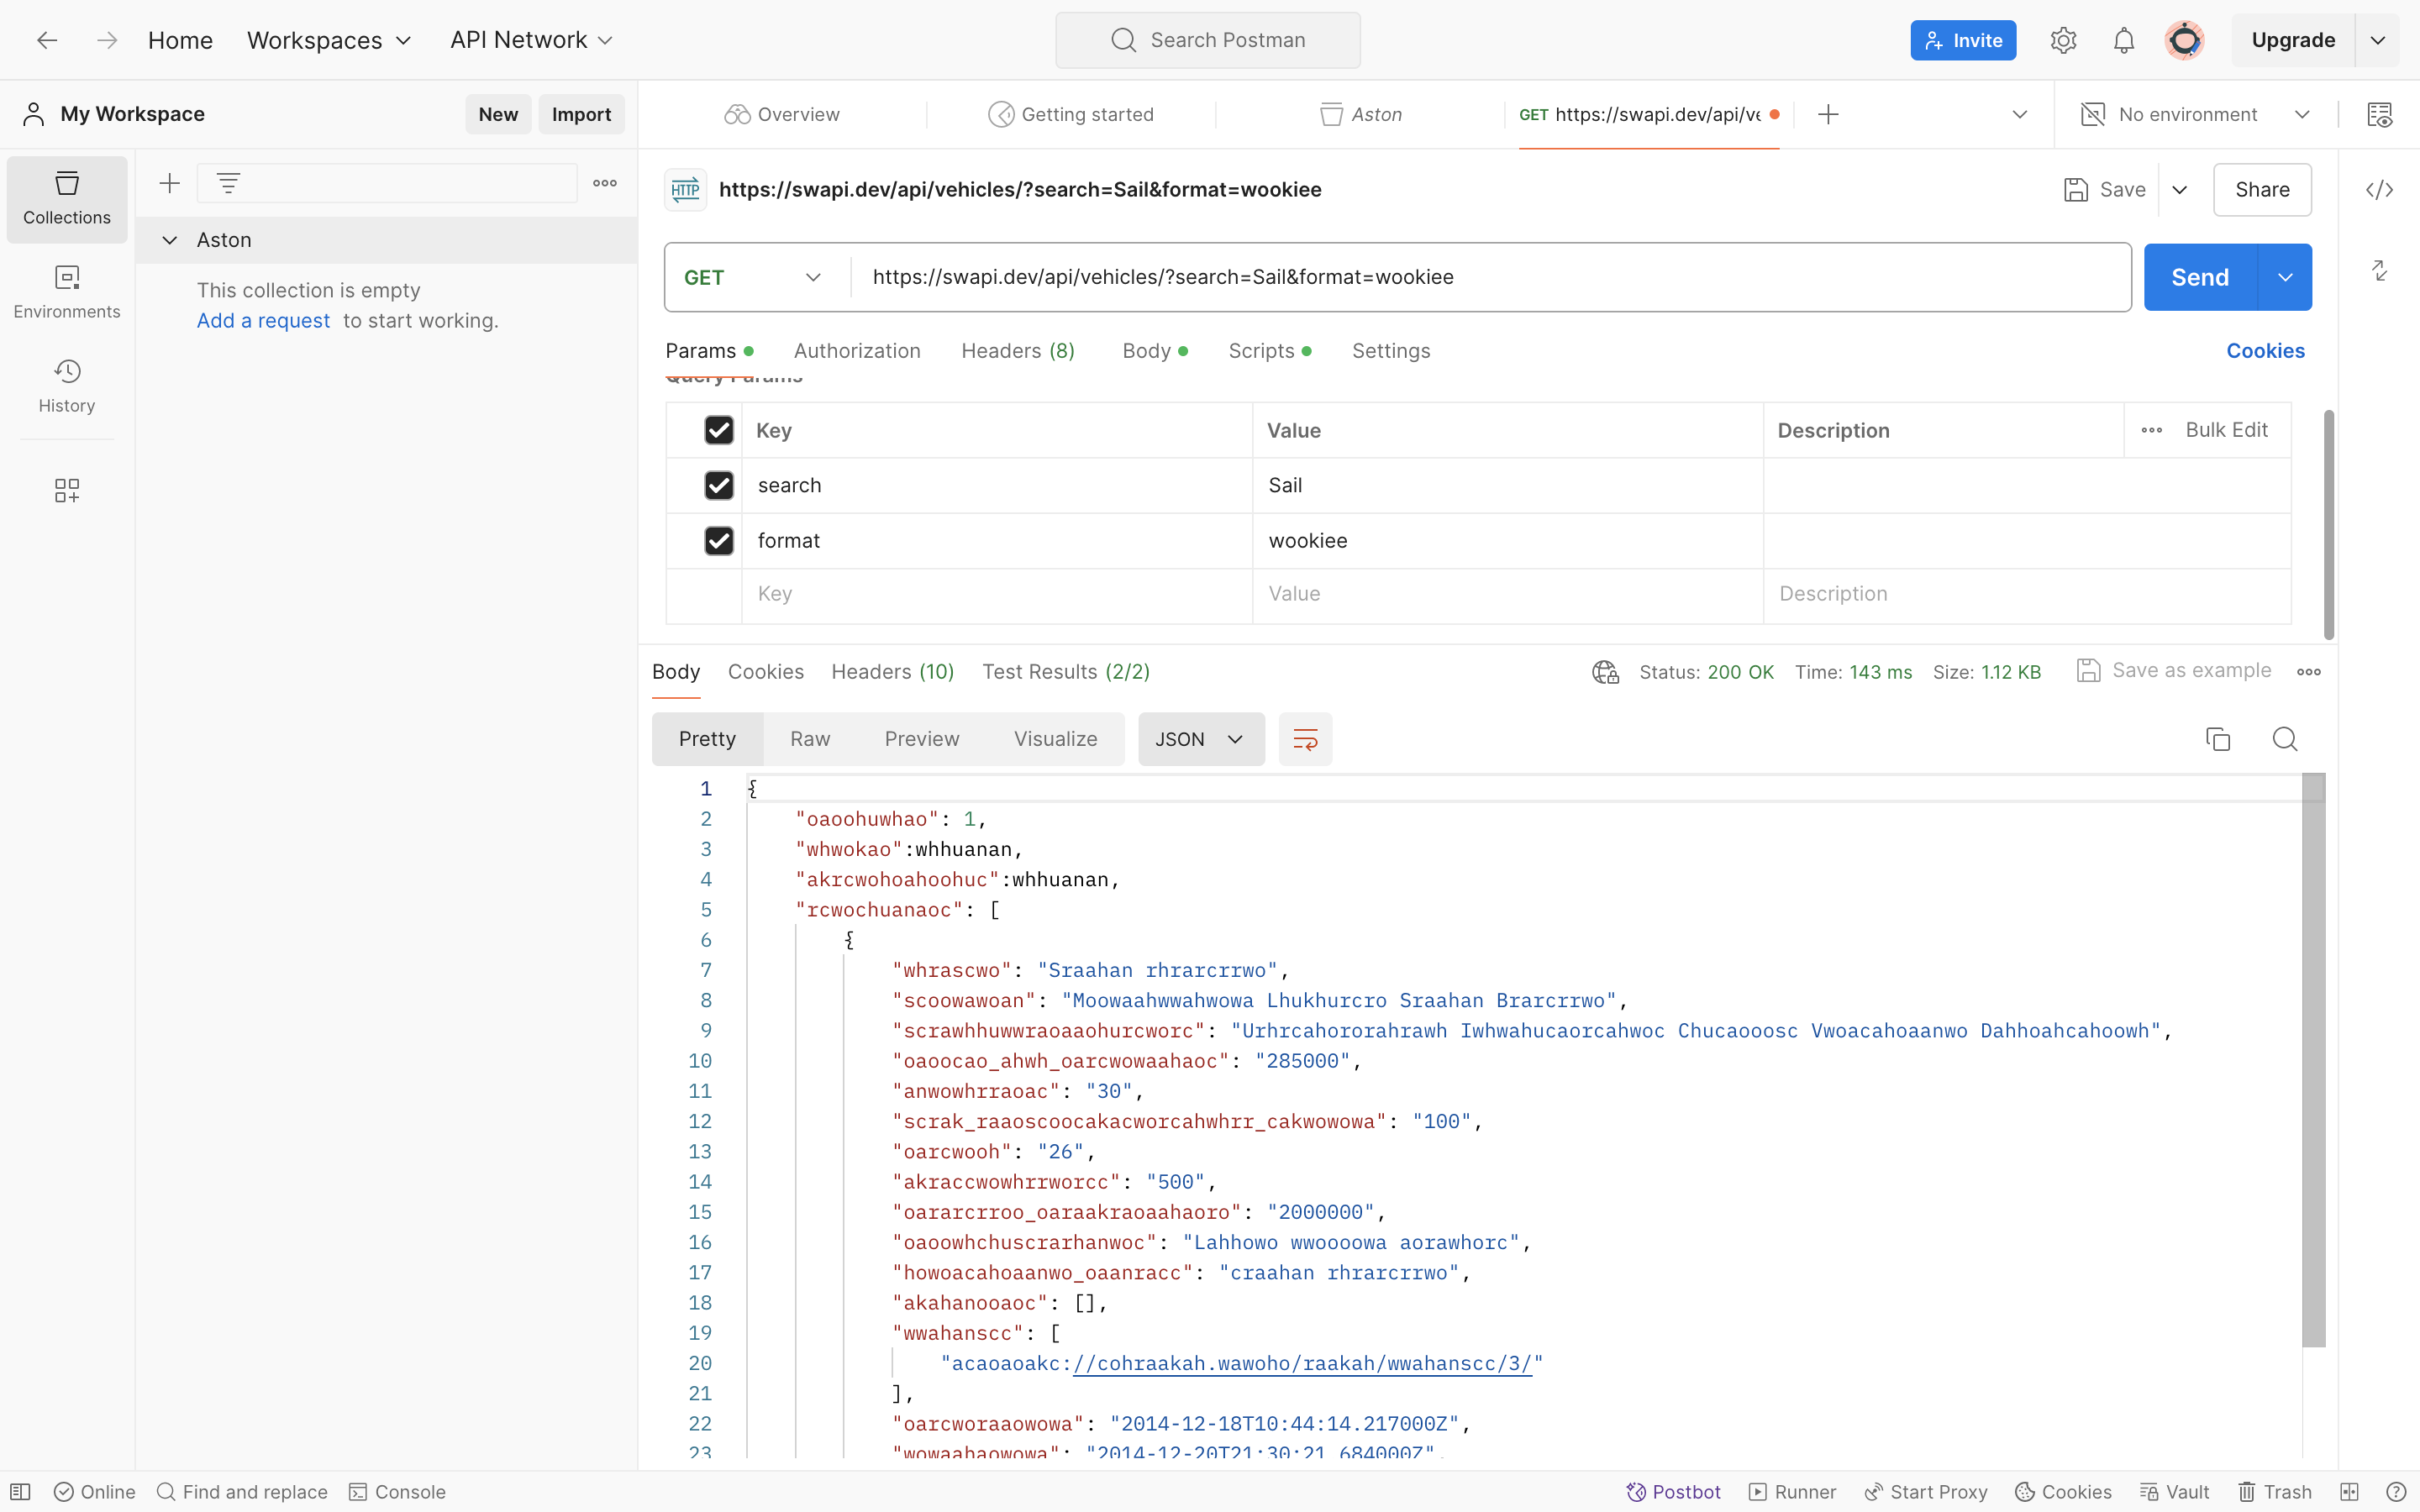 Home Workspaces API Network Search Postman Invite Upgrade
My Workspace New Import Overview Getting started Aston GET https://swapi.dev/api/ve No environment
Collections
Environments
History
Aston
This collection is empty
Add a request to start working.
HTTP https://swapi.dev/api/vehicles/?search=Sail&format=wookiee Save Share
GET https://swapi.dev/api/vehicles/?search=Sail&format=wookiee Send
Params Authorization Headers (8) Body Scripts Settings Cookies
Query Params
Key Value Description Bulk Edit
search Sail
format wookiee
Key Value Description
Body Cookies Headers (10) Test Results (2/2) Status: 200 OK Time: 143 ms Size: 1.12 KB Save as example
Pretty Raw Preview Visualize JSON
1 {
2 "oaoohuwhao": 1,
3 "whwokao":whhuanan,
4 "akrcwohoahoohuc":whhuanan,
5 "rcwochuanaoc": [
6 {
7 "whrascwo": "Sraahan rhrarcrrwo",
8 "scoowawoan": "Moowaahwwahwowa Lhukhurcro Sraahan Brarcrrwo",
9 "scrawhhuwwraoaaohurcworc": "Urhrcahororahrawh Iwhwahucaorcahwoc Chucaooosc Vwoacahoaanwo Dahhoahcahoowh",
10 "oaoocao_ahwh_oarcwowaahaoc": "285000",
11 "anwowhrraoac": "30",
12 "scrak_raaoscoocakacworcahwhrr_cakwowowa": "100",
13 "oarcwooh": "26",
14 "akraccwowhrrworcc": "500",
15 "oararcrroo_oaraakraoaahaoro": "2000000",
16 "oaoowhchuscrarhanwoc": "Lahhowo wwoooowa aorawhorc",
17 "howoacahoaanwo_oaanracc": "craahan rhrarcrrwo",
18 "akahanooaoc": [],
19 "wwahanscc": [
20 "acaoaoakc://cohraakah.wawoho/raakah/wwahanscc/3/"
21 ],
22 "oarcworaaowowa": "2014-12-18T10:44:14.217000Z",
23 "wowaahaowowa": "2014-12-20T21:30:21.684000Z",
Online Find and replace Console Postbot Runner Start Proxy Cookies Vault Trash